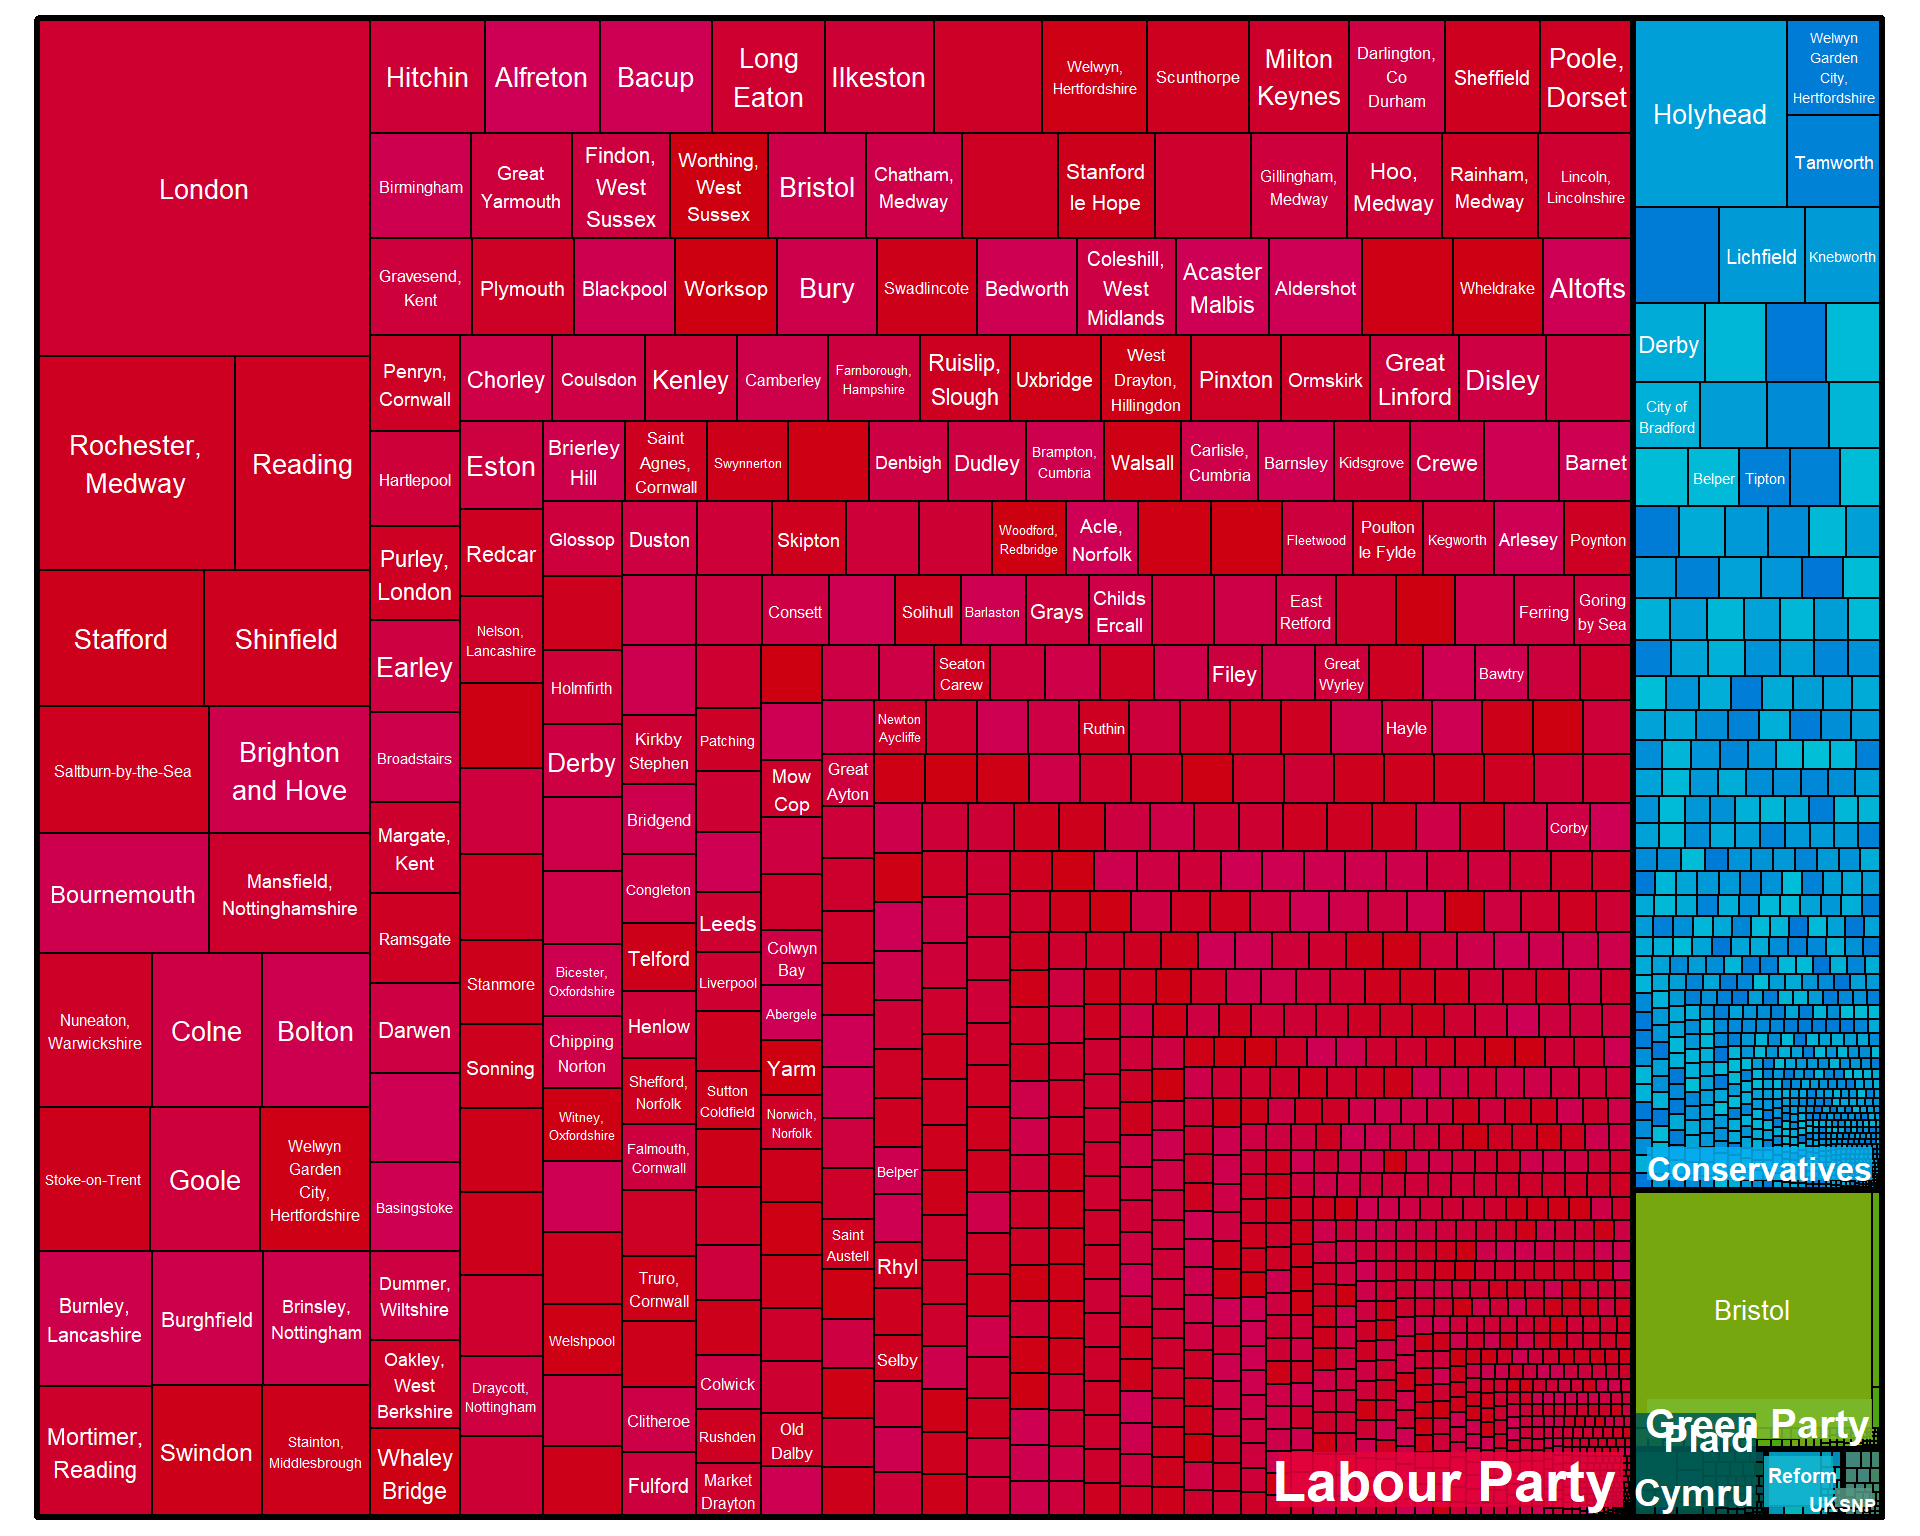 London
Rochester,
Medway
Reading
Stafford
Shinfield
Saltburn-by-the-Sea
Brighton
and Hove
Bournemouth
Mansfield,
Nottinghamshire
Nuneaton,
Warwickshire
Colne
Bolton
Stoke-on-Trent
Goole
Welwyn
Garden
City,
Hertfordshire
Burnley,
Lancashire
Burghfield
Brinsley,
Nottingham
Mortimer,
Reading
Swindon
Stainton,
Middlesbrough
Hitchin
Alfreton
Bacup
Long
Eaton
Ilkeston
Welwyn,
Hertfordshire
Scunthorpe
Milton
Keynes
Darlington,
Co
Durham
Sheffield
Poole,
Dorset
Birmingham
Great
Yarmouth
Findon,
West
Sussex
Worthing,
West
Sussex
Bristol
Chatham,
Medway
Stanford
le Hope
Gillingham,
Medway
Hoo,
Medway
Rainham,
Medway
Lincoln,
Lincolnshire
Gravesend,
Kent
Plymouth
Blackpool
Worksop
Bury
Swadlincote
Bedworth
Coleshill,
West
Midlands
Acaster
Malbis
Aldershot
Wheldrake
Altofts
Penryn,
Cornwall
Hartlepool
Purley,
London
Earley
Broadstairs
Margate,
Kent
Ramsgate
Darwen
Basingstoke
Dummer,
Wiltshire
Oakley,
West
Berkshire
Whaley
Bridge
Chorley
Coulsdon
Kenley
Camberley
Farnborough,
Hampshire
Ruislip,
Slough
Uxbridge
West
Drayton,
Hillingdon
Pinxton
Ormskirk
Great
Linford
Disley
Eston
Redcar
Nelson,
Lancashire
Stanmore
Sonning
Draycott,
Nottingham
Brierley
Hill
Saint
Agnes,
Cornwall
Swynnerton
Denbigh
Dudley
Brampton,
Cumbria
Walsall
Carlisle,
Cumbria
Barnsley
Kidsgrove
Crewe
Barnet
Glossop
Holmfirth
Derby
Bicester,
Oxfordshire
Chipping
Norton
Witney,
Oxfordshire
Welshpool
Duston
Skipton
Woodford,
Redbridge
Acle,
Norfolk
Fleetwood
Poulton
le Fylde
Kegworth
Arlesey
Poynton
Kirkby
Stephen
Bridgend
Congleton
Telford
Henlow
Shefford,
Norfolk
Falmouth,
Cornwall
Truro,
Cornwall
Clitheroe
Fulford
Consett
Solihull
Barlaston
Grays
Childs
Ercall
East
Retford
Ferring
Goring
by Sea
Patching
Leeds
Liverpool
Sutton
Coldfield
Colwick
Rushden
Market
Drayton
Mow
Cop
Colwyn
Bay
Abergele
Yarm
Norwich,
Norfolk
Old
Dalby
Seaton
Carew
Filey
Great
Wyrley
Bawtry
Newton
Aycliffe
Ruthin
Hayle
Great
Ayton
Saint
Austell
Corby
Belper
Rhyl
Selby
Labour Party
Holyhead
Welwyn
Garden
City,
Hertfordshire
Tamworth
Lichfield
Knebworth
Derby
City of
Bradford
Belper
Tipton
Conservatives
Bristol
Green Party
Plaid
Cymru
Reform
UK
SNP